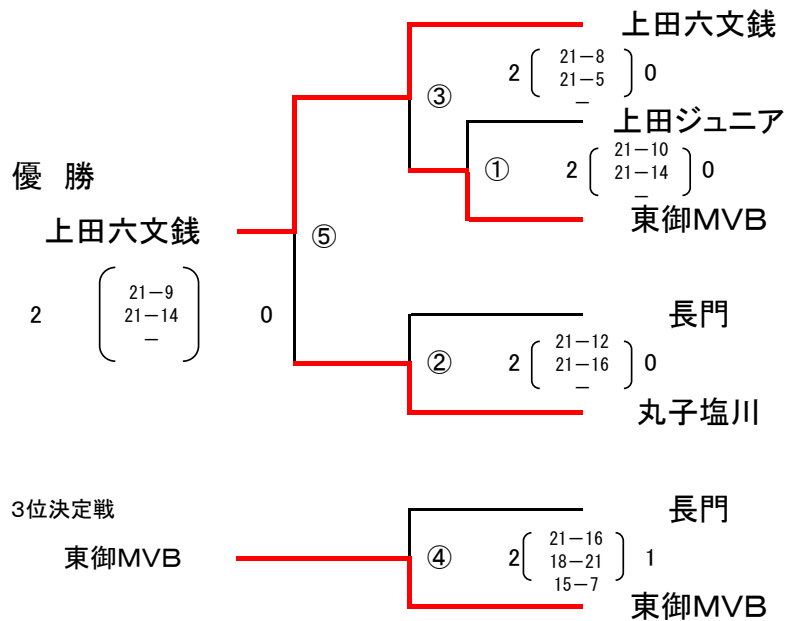 上田六文銭
2 21－8 0
21－5
－
③
上田ジュニア
① 2 21－10 0
21－14
－
東御MVB
優 勝
上田六文銭
⑤
2 21－9 0
21－14
－
長門
② 2 21－12 0
21－16
－
丸子塩川
3位決定戦
長門
東御MVB
④ 2 21－16 1
18－21
15－7
東御MVB